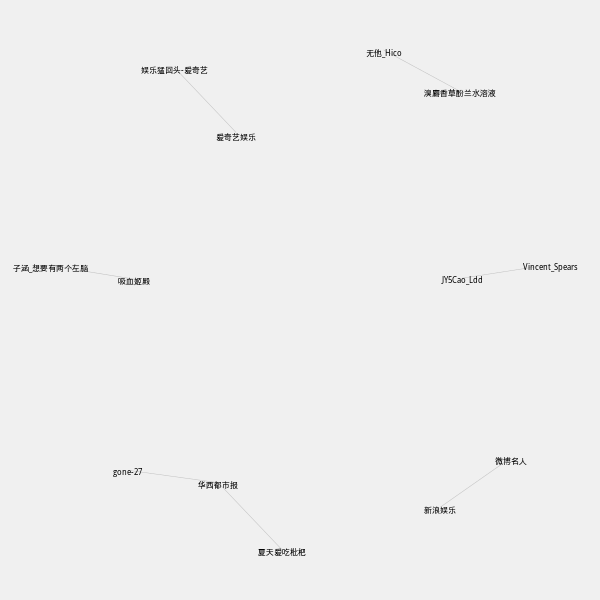 无他_Hico
娱乐猛回头-爱奇艺
溴麝香草酚兰水溶液
爱奇艺娱乐
子涵_想要有两个左脑
Vincent_Spears
吸血姬殿
JY5Cao_Ldd
微博名人
gone-27
华西都市报
新浪娱乐
夏天爱吃枇杷